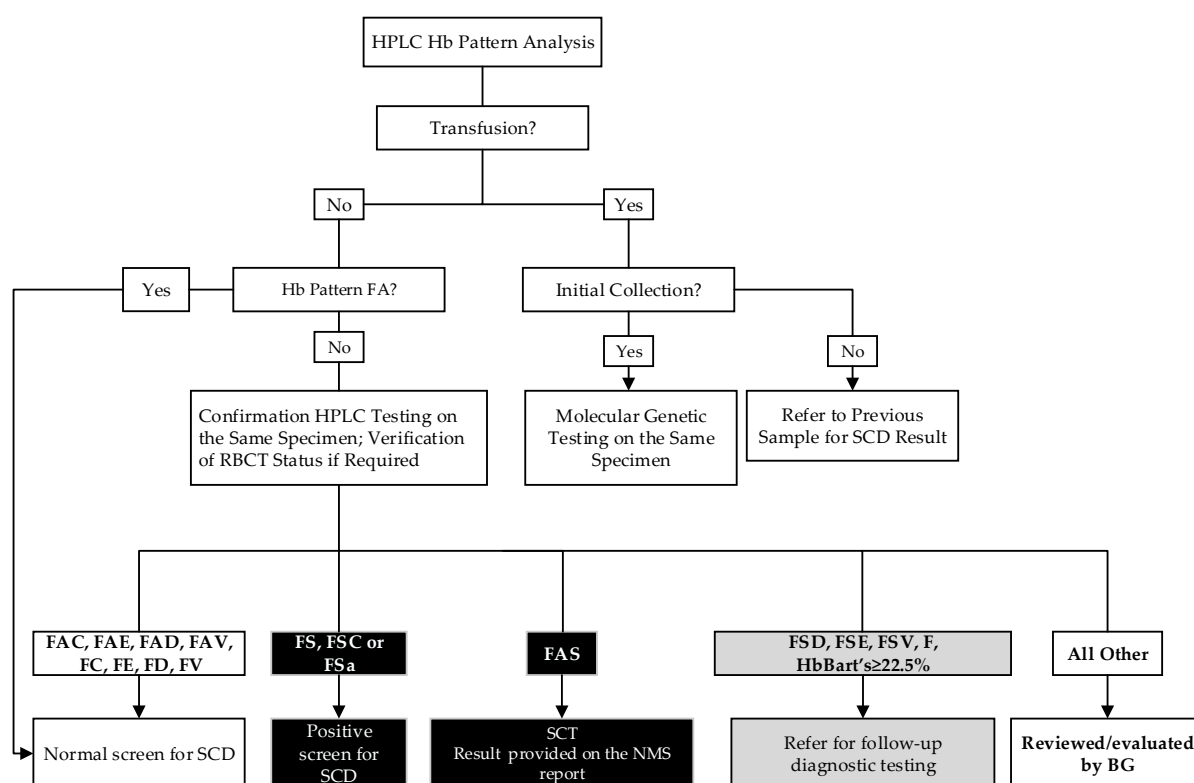 HPLC Hb Pattern Analysis
Transfusion?
No
Yes
Yes
Hb Pattern FA?
Initial Collection?
No
Yes
No
Confirmation HPLC Testing on
the Same Specimen; Verification
of RBCT Status if Required
Molecular Genetic
Testing on the Same
Specimen
Refer to Previous
Sample for SCD Result
FAC, FAE, FAD, FAV,
FC, FE, FD, FV
FS, FSC or
FSa
FAS
FSD, FSE, FSV, F,
HbBart's≥22.5%
All Other
Normal screen for SCD
Positive
screen for
SCD
SCT
Result provided on the NMS
report
Refer for follow-up
diagnostic testing
Reviewed/evaluated
by BG